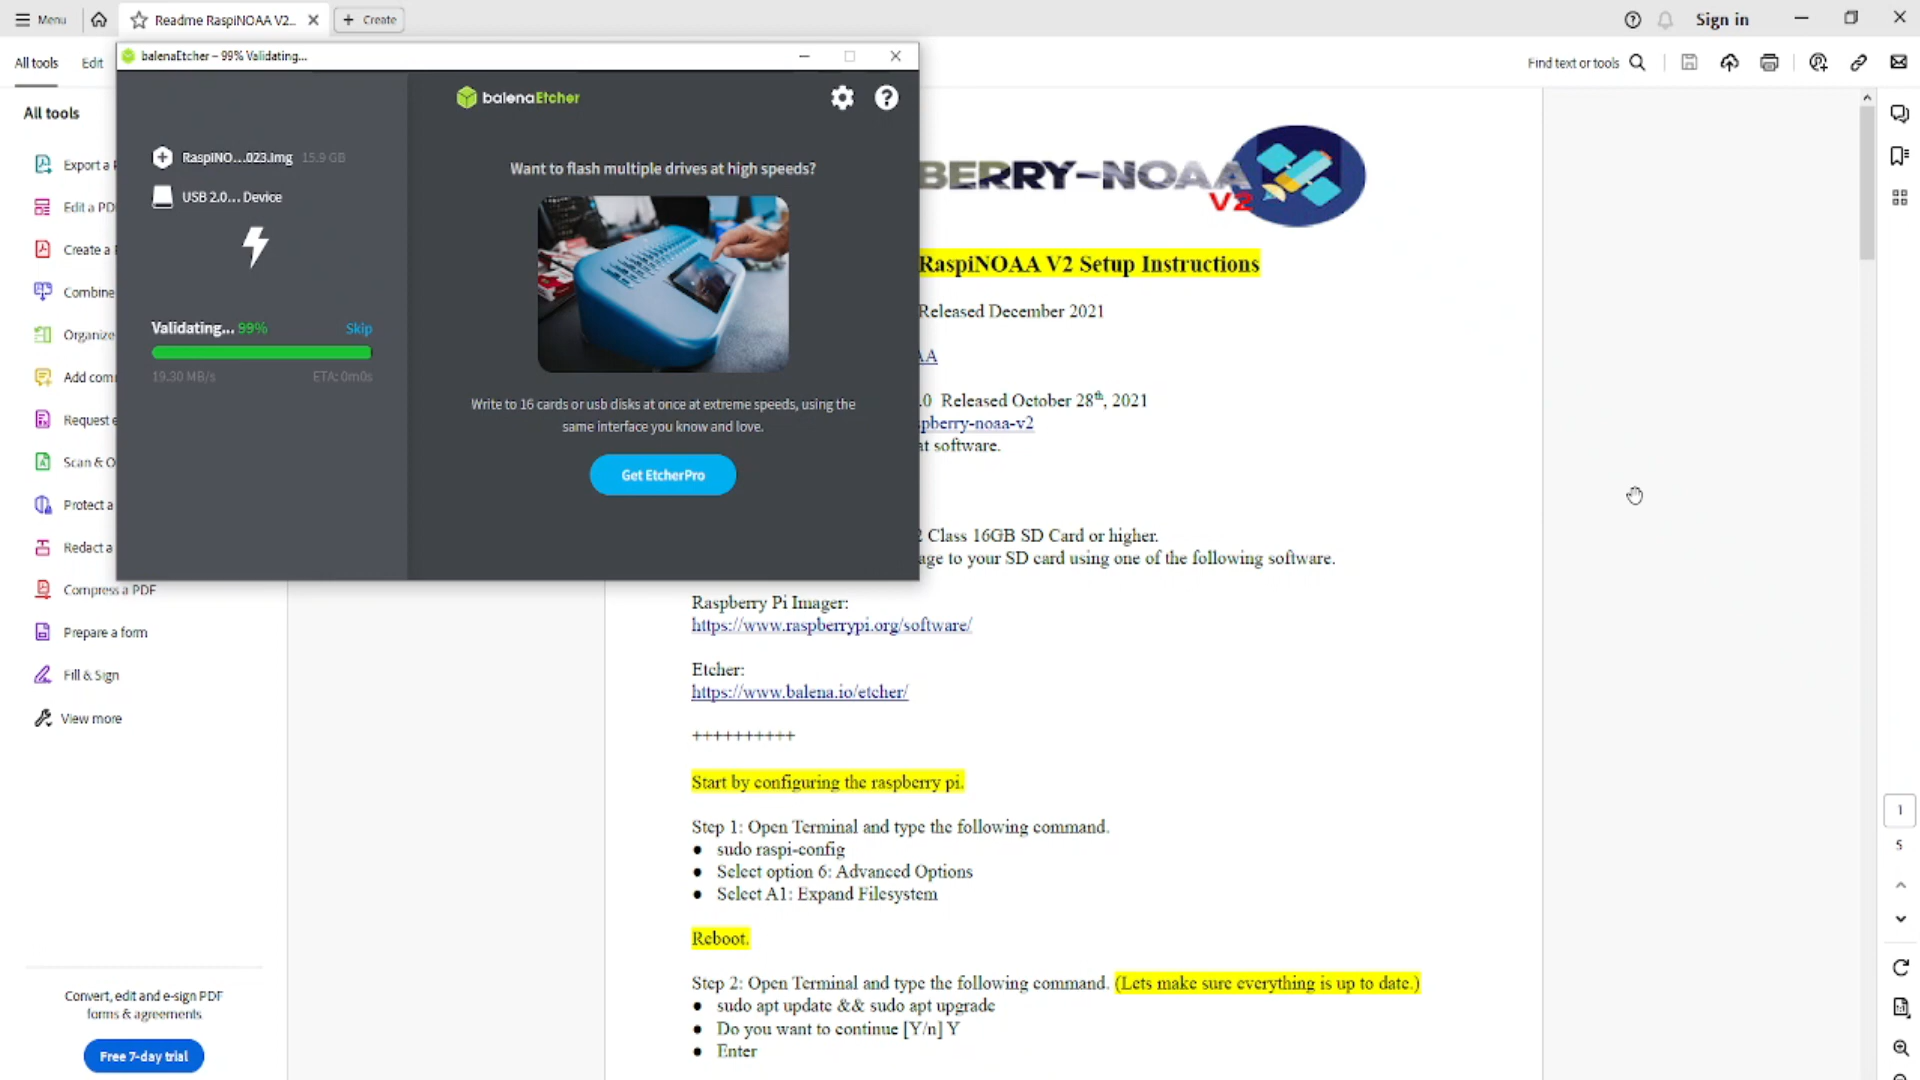 Menu
Readme RaspiNOAA V2...
Create
Sign in
balenaEtcher – 99% Validating...
All tools
Edit
Find text or tools
balenaEtcher
All tools
Export a
Edit a PD
Create a
Combine
Organize
Add com
Request e
Scan & O
Protect a
Redact a
Compress a PDF
Prepare a form
Fill & Sign
View more
Convert, edit and e-sign PDF
forms & agreements
Free 7-day trial
RaspiNO...023.img 15.9 GB
USB 2.0... Device
Validating... 99%
Skip
19.30 MB/s
ETA: 0m0s
Want to flash multiple drives at high speeds?
Write to 16 cards or usb disks at once at extreme speeds, using the
same interface you know and love.
Get EtcherPro
BERRY-NOAA
V2
RaspiNOAA V2 Setup Instructions
Released December 2021
AA
.0 Released October 28th, 2021
spberry-noaa-v2
at software.
2 Class 16GB SD Card or higher.
age to your SD card using one of the following software.
Raspberry Pi Imager:
https://www.raspberrypi.org/software/
Etcher:
https://www.balena.io/etcher/
++++++++++
Start by configuring the raspberry pi.
Step 1: Open Terminal and type the following command.
● sudo raspi-config
● Select option 6: Advanced Options
● Select A1: Expand Filesystem
Reboot.
Step 2: Open Terminal and type the following command. (Lets make sure everything is up to date.)
● sudo apt update && sudo apt upgrade
● Do you want to continue [Y/n] Y
● Enter
1
5